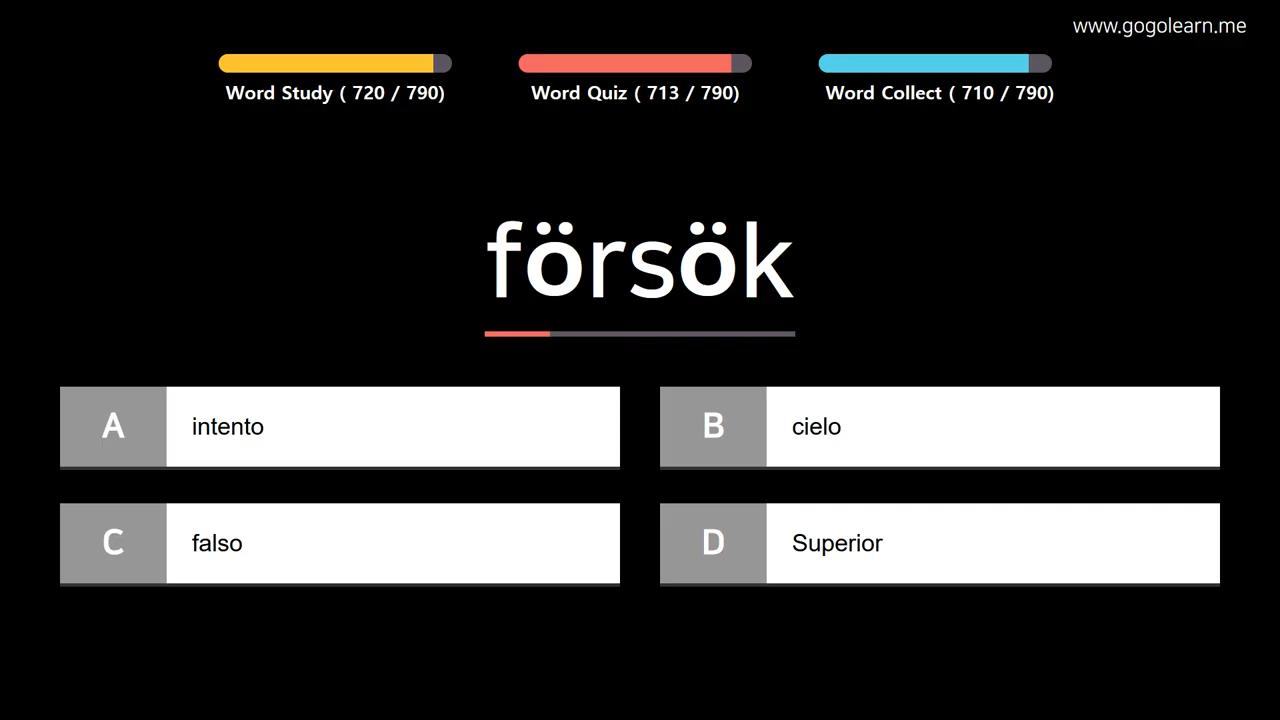 www.gogolearn.me
Word Study ( 720 / 790)
Word Quiz ( 713 / 790)
Word Collect ( 710 / 790)
försök
A intento
B cielo
C falso
D Superior